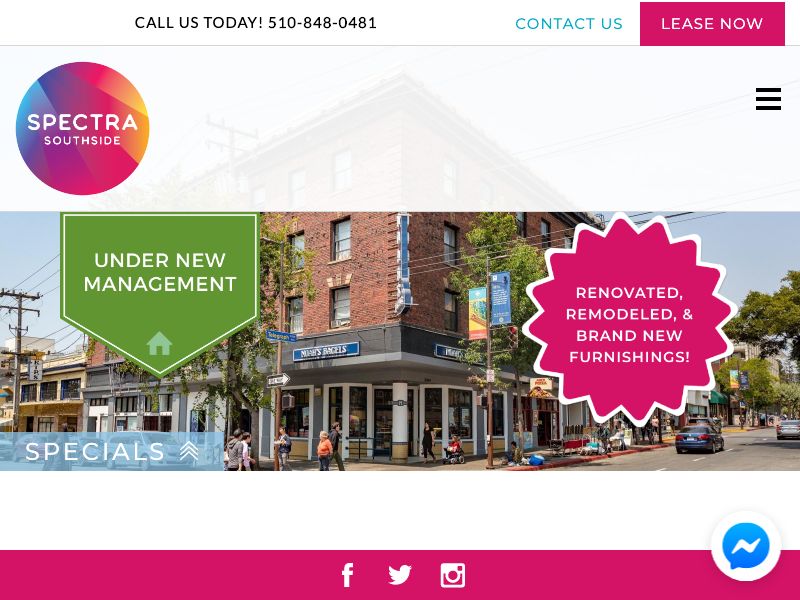 CALL US TODAY! 510-848-0481
CONTACT US
LEASE NOW
SPECTRA
SOUTHSIDE
UNDER NEW
MANAGEMENT
RENOVATED,
REMODELED, &
BRAND NEW
FURNISHINGS!
Telegraph
NOAH'S BAGELS
SPECIALS